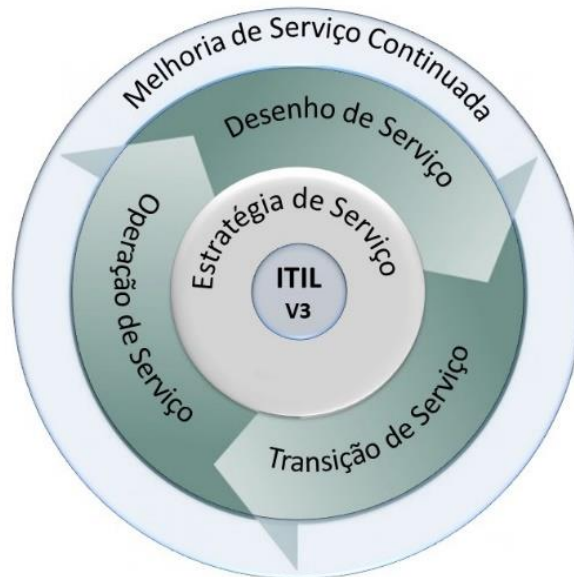 Melhoria de Serviço Continuada
Desenho de Serviço
Estratégia de Serviço
Operação de Serviço
ITIL
V3
Transição de Serviço